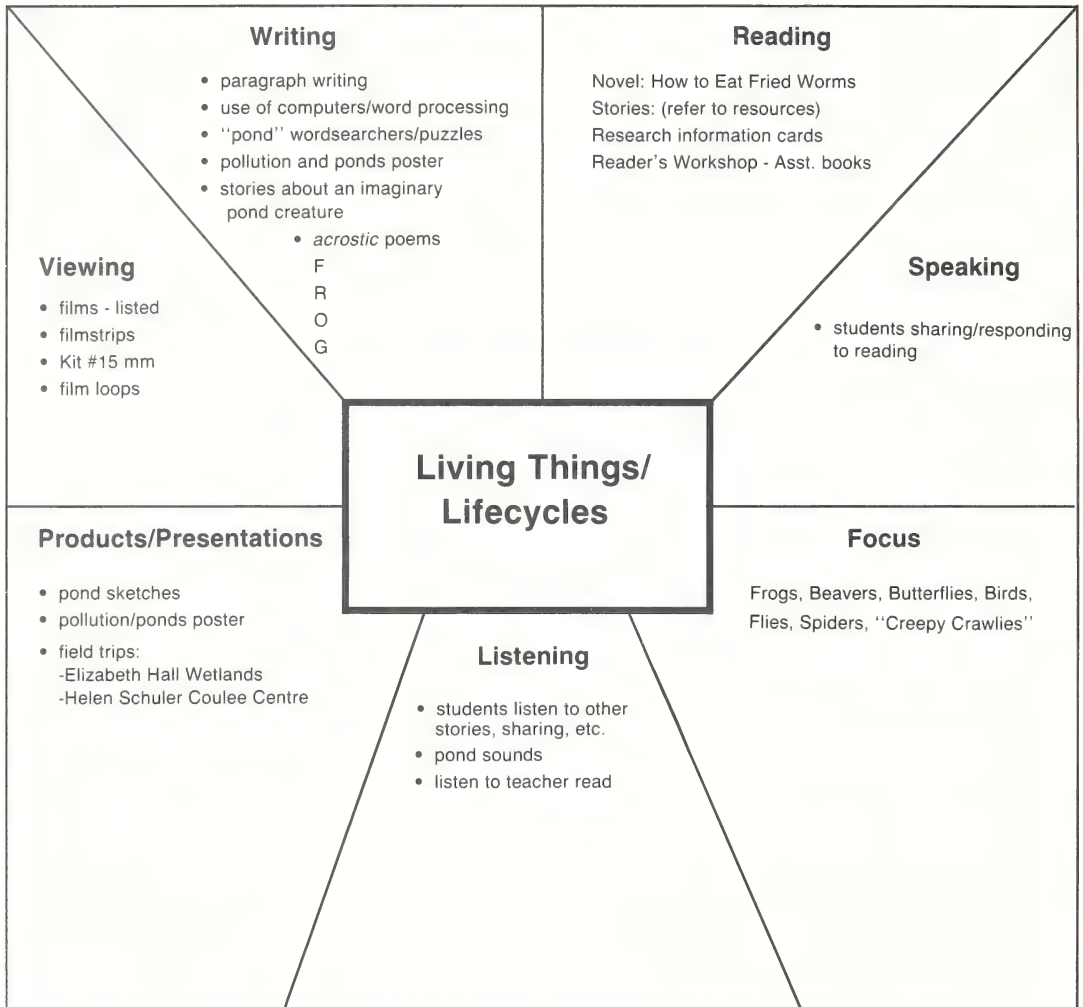 Writing
• paragraph writing
• use of computers/word processing
• ''pond'' wordsearchers/puzzles
• pollution and ponds poster
• stories about an imaginary
pond creature
• acrostic poems
F
R
O
G
Reading
Novel: How to Eat Fried Worms
Stories: (refer to resources)
Research information cards
Reader's Workshop - Asst. books
Viewing
• films - listed
• filmstrips
• Kit #15 mm
• film loops
Speaking
• students sharing/responding
to reading
Living Things/
Lifecycles
Products/Presentations
• pond sketches
• pollution/ponds poster
• field trips:
-Elizabeth Hall Wetlands
-Helen Schuler Coulee Centre
Listening
• students listen to other
stories, sharing, etc.
• pond sounds
• listen to teacher read
Focus
Frogs, Beavers, Butterflies, Birds,
Flies, Spiders, ''Creepy Crawlies''